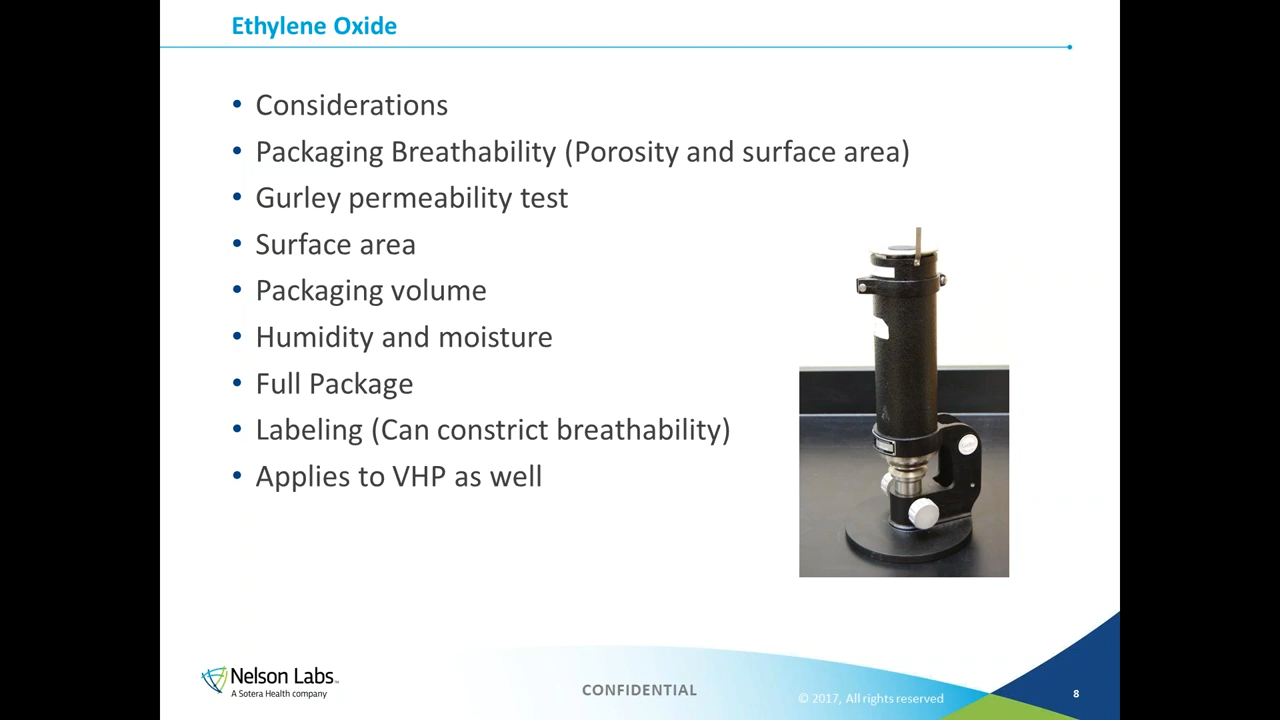 Ethylene Oxide
• Considerations
• Packaging Breathability (Porosity and surface area)
• Gurley permeability test
• Surface area
• Packaging volume
• Humidity and moisture
• Full Package
• Labeling (Can constrict breathability)
• Applies to VHP as well
Nelson Labs™
A Sotera Health company
CONFIDENTIAL
© 2017, All rights reserved
8